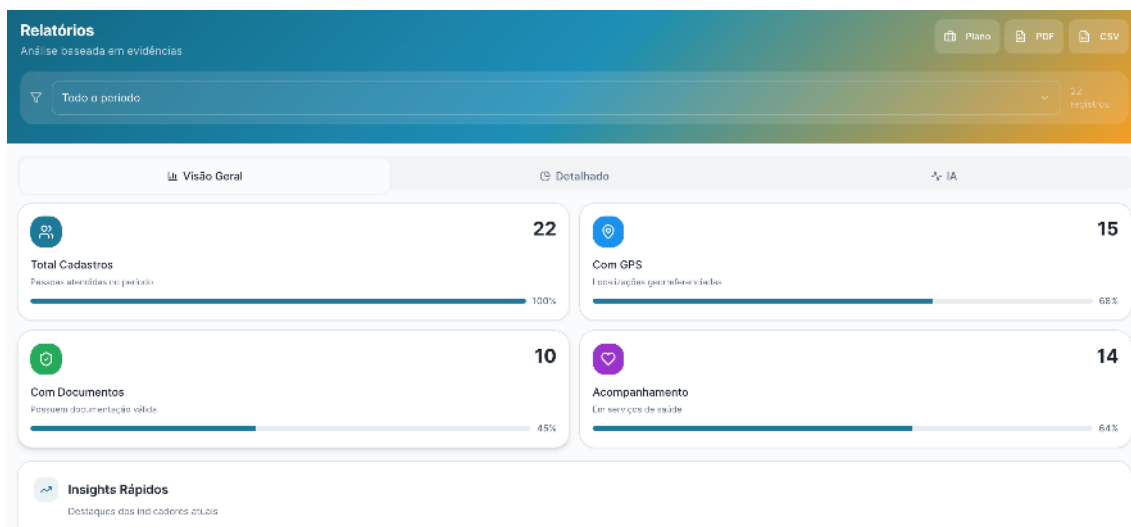 Relatórios
Análise baseada em evidências
Plano
PDF
CSV
Todo o período
22
registros
Visão Geral
Detalhado
IA
22
Total Cadastros
Pessoas atendidas no período
100%
15
Com GPS
Localizações georreferenciadas
68%
10
Com Documentos
Possuem documentação válida
45%
14
Acompanhamento
Em serviços de saúde
64%
Insights Rápidos
Destaques dos indicadores atuais